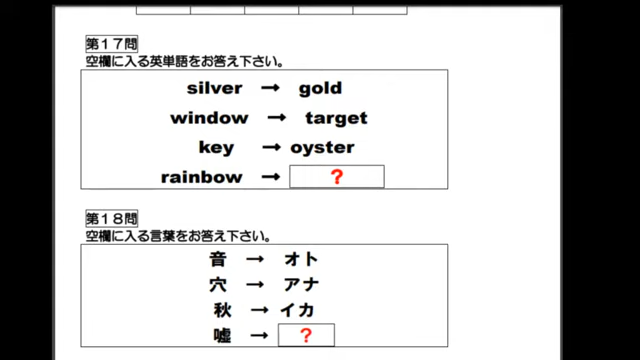 第17問
空欄に入る英単語をお答え下さい。
silver → gold
window → target
key → oyster
rainbow → ?
第18問
空欄に入る言葉をお答え下さい。
音 → オト
穴 → アナ
秋 → イカ
嘘 → ?